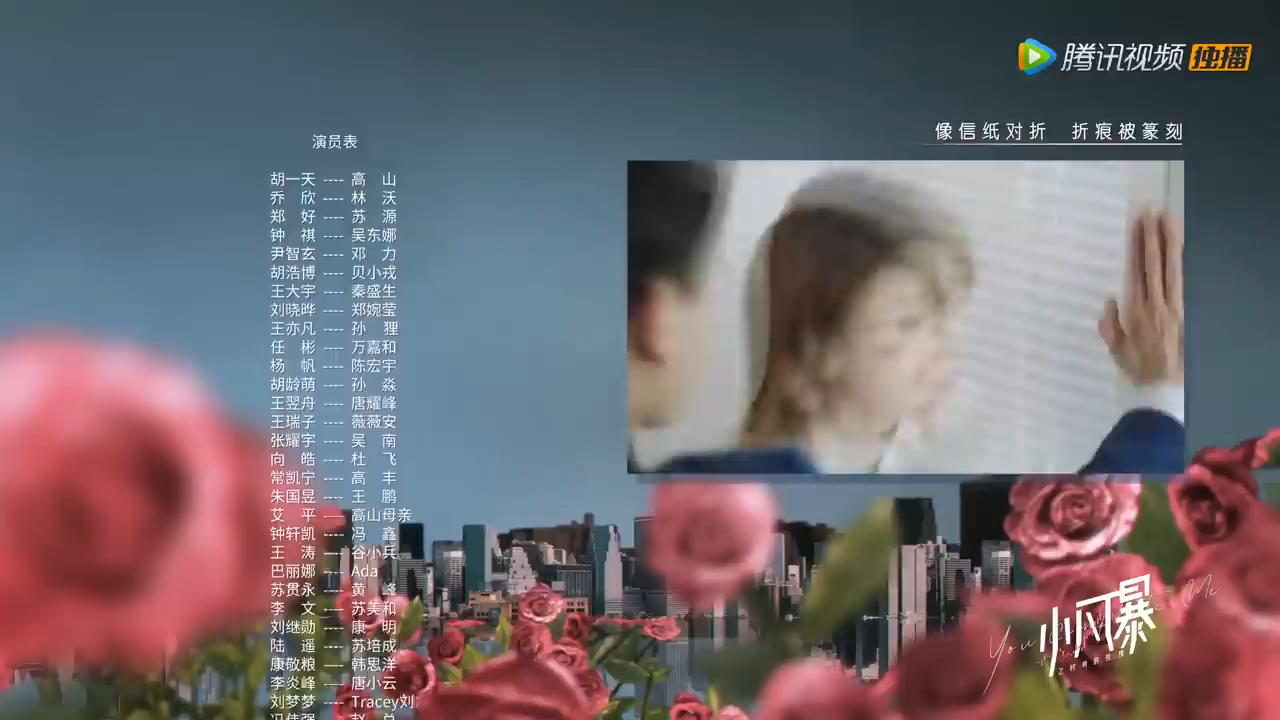 腾讯视频 独播
像信纸对折 折痕被篆刻
演员表
胡一天 ---- 高 山
乔 欣 ---- 林 沃
郑 好 ---- 苏 源
钟 祺 ---- 吴东娜
尹智玄 ---- 邓 力
胡浩博 ---- 贝小戎
王大宇 ---- 秦盛生
刘晓晔 ---- 郑婉莹
王亦凡 ---- 孙 狸
任 彬 ---- 万嘉和
杨 帆 ---- 陈宏宇
胡龄萌 ---- 孙 淼
王翌舟 ---- 唐耀峰
王瑞子 ---- 薇薇安
张耀宇 ---- 吴 南
向 皓 ---- 杜 飞
常凯宁 ---- 高 丰
朱国昱 ---- 王 鹏
艾 平 ---- 高山母亲
钟轩凯 ---- 冯 鑫
王 涛 ---- 谷小兵
巴丽娜 ---- Ada
苏贯永 ---- 黄 峰
李 文 ---- 苏美和
刘继勋 ---- 康 明
陆 遥 ---- 苏培成
康敬粮 ---- 韩思洋
李炎峰 ---- 唐小云
刘梦梦 ---- Tracey刘
小风暴